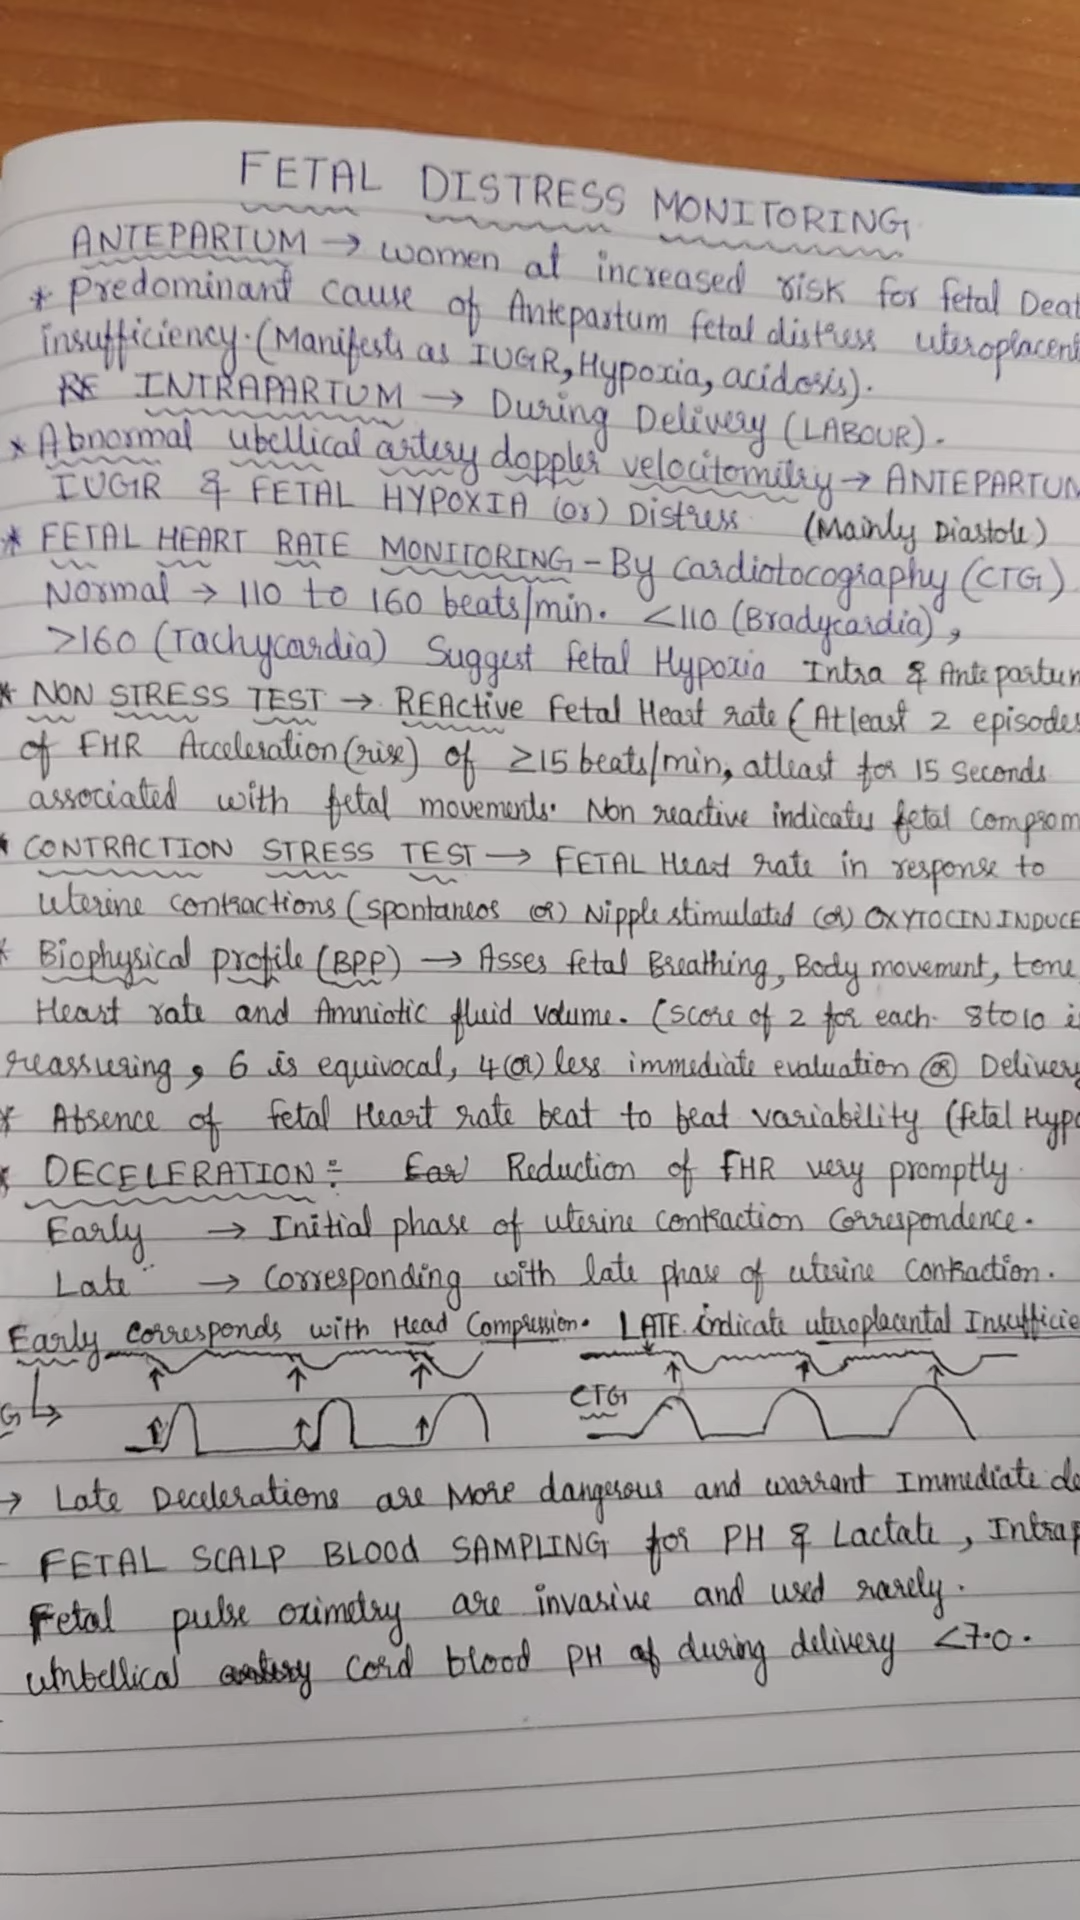 FETAL DISTRESS MONITORING
ANTEPARTUM → women at increased risk for fetal Deat
* predominant cause of Antepartum fetal distress uteroplacent
insufficiency. (Manifests as IUGR, Hypoxia, acidosis).
INTRAPARTUM → During Delivery (LABOUR).
* Abnormal ubellical artery doppler velocitomitry → ANTEPARTUM
IUGR & FETAL HYPOXIA (or) Distress (Mainly Diastole)
* FETAL HEART RATE MONITORING - By Cardiotocography (CTG)
Normal → 110 to 160 beats/min. <110 (Bradycardia),
>160 (Tachycardia) Suggest fetal Hypoxia Intra & Ante partum
* NON STRESS TEST → REActive Fetal Heart rate (Atleast 2 episodes
of FHR Acceleration (rise) of ≥15 beats/min, atleast for 15 Seconds
associated with fetal movements. Non reactive indicates fetal Comprom
* CONTRACTION STRESS TEST → FETAL Heart rate in response to
uterine contractions (spontaneos (or) Nipple stimulated (or) OXYTOCIN INDUCE
* Biophysical profile (BPP) → Asses fetal Breathing, Body movement, tone
Heart rate and Amniotic fluid volume. (Score of 2 for each. 8 to 10 i
reassuering, 6 is equivocal, 4 (or) less immediate evaluation (or) Delivery
* Absence of fetal Heart rate beat to beat variability (fetal Hypo
* DECELERATION :- Ear Reduction of FHR very promptly.
Early → Initial phase of uterine contraction Correspondence.
Late → Corresponding with late phase of uterine Contraction.
Early corresponds with Head Compression. LATE indicate uteroplacental Insufficie
G CTG
→ Late Decelerations are More dangerous and warrant Immediate de
- FETAL SCALP BLOOD SAMPLING for PH & Lactate, Intrap
Fetal pulse oximetry are invasive and used rarely.
umbellical Cord blood PH of during delivery <7.0.